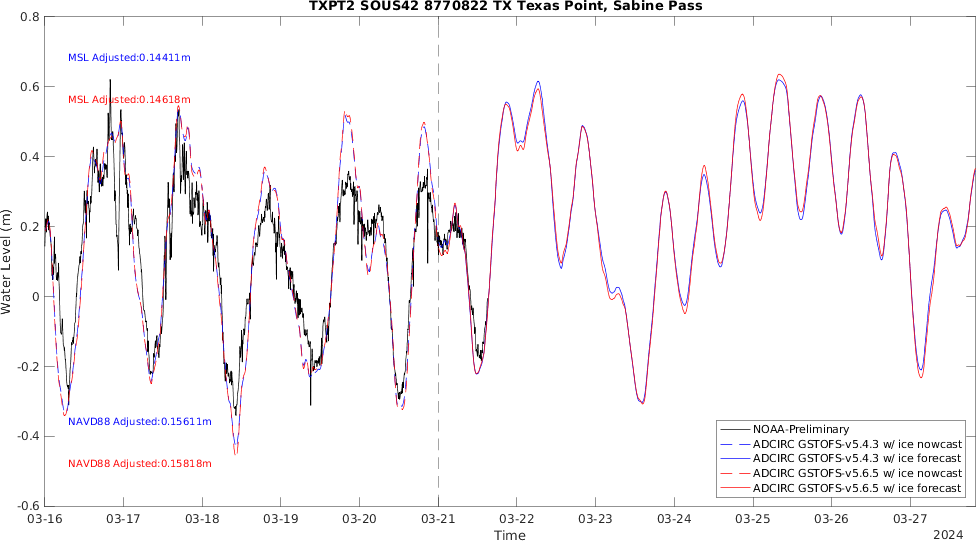 TXPT2 SOUS42 8770822 TX Texas Point, Sabine Pass
0.8
0.6
0.4
0.2
0
-0.2
-0.4
-0.6
Water Level (m)
MSL Adjusted:0.14411m
MSL Adjusted:0.14618m
NAVD88 Adjusted:0.15611m
NAVD88 Adjusted:0.15818m
NOAA-Preliminary
ADCIRC GSTOFS-v5.4.3 w/ ice nowcast
ADCIRC GSTOFS-v5.4.3 w/ ice forecast
ADCIRC GSTOFS-v5.6.5 w/ ice nowcast
ADCIRC GSTOFS-v5.6.5 w/ ice forecast
03-16 03-17 03-18 03-19 03-20 03-21 03-22 03-23 03-24 03-25 03-26 03-27
Time
2024